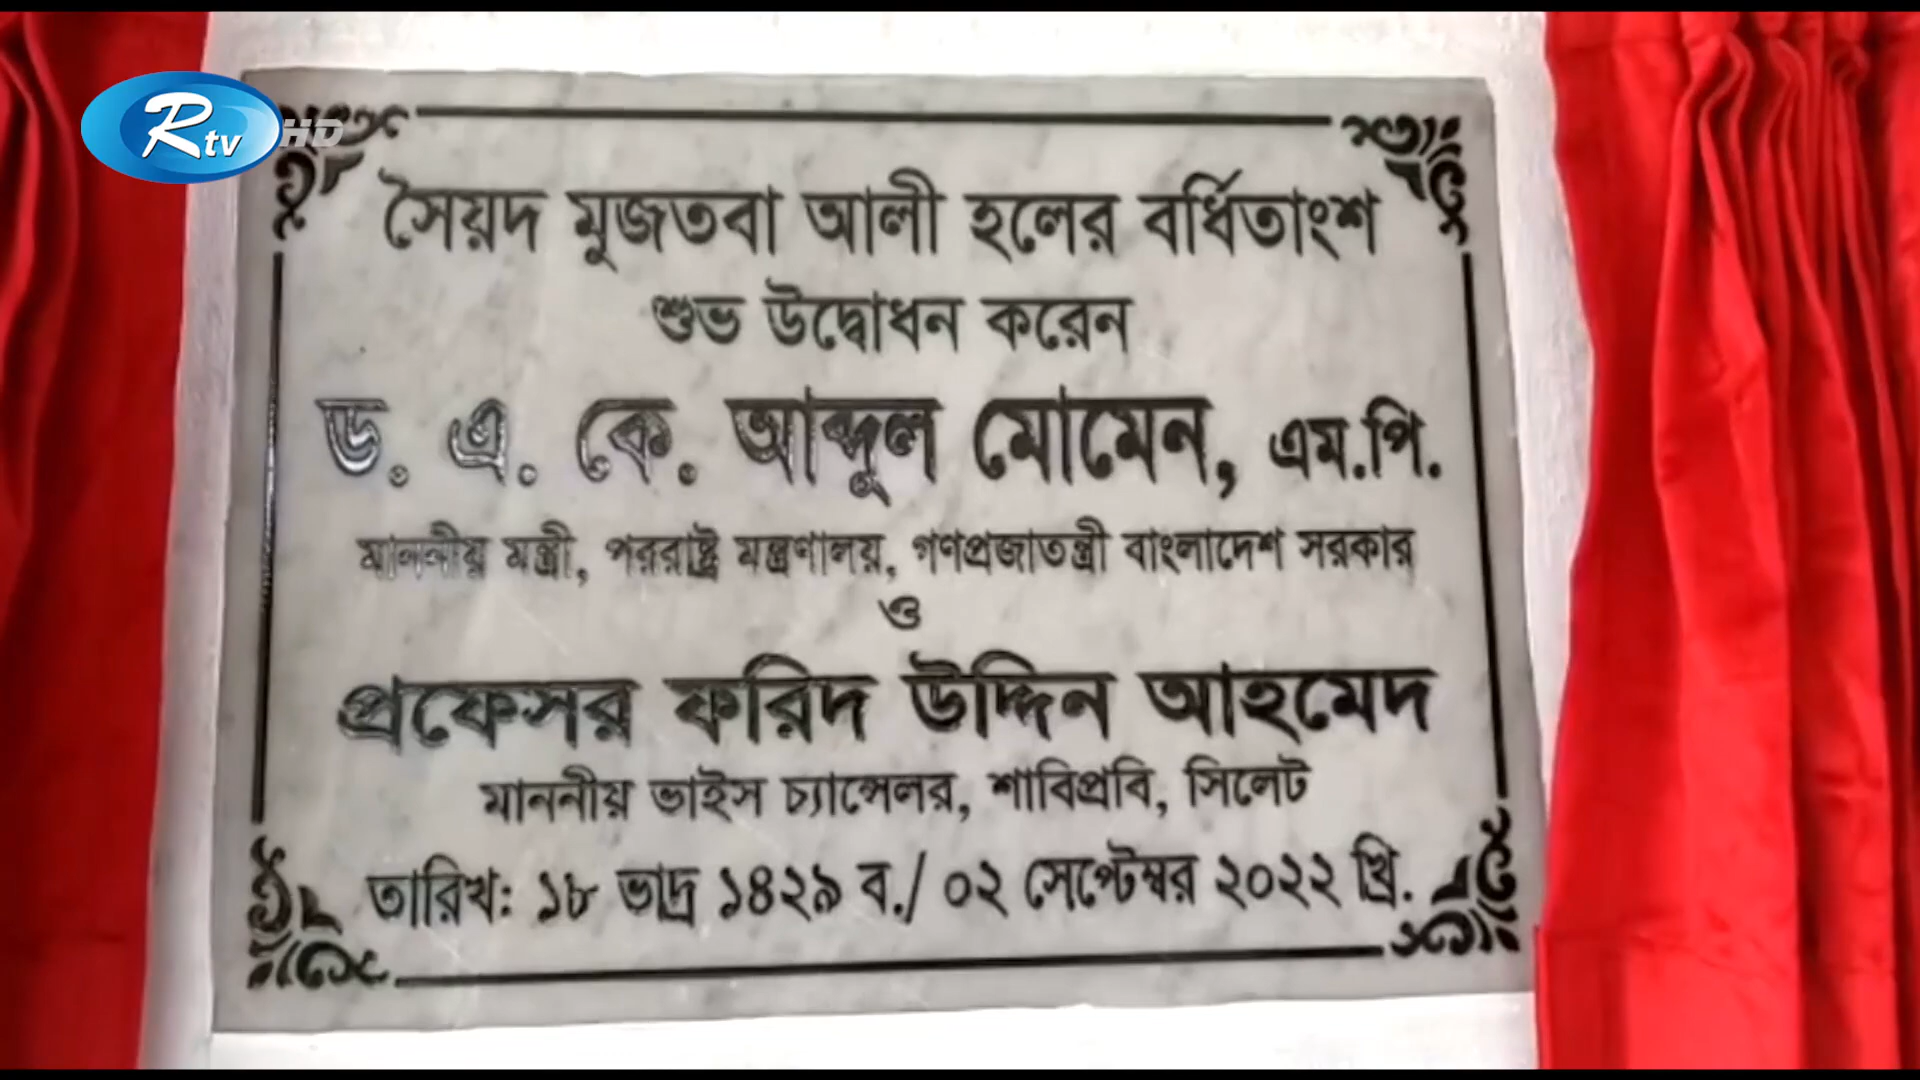 Rtv HD
সৈয়দ মুজতবা আলী হলের বর্ধিতাংশ
শুভ উদ্বোধন করেন
ড. এ. কে. আব্দুল মোমেন, এম.পি.
মাননীয় মন্ত্রী, পররাষ্ট্র মন্ত্রণালয়, গণপ্রজাতন্ত্রী বাংলাদেশ সরকার
ও
প্রফেসর ফরিদ উদ্দিন আহমেদ
মাননীয় ভাইস চ্যান্সেলর, শাবিপ্রবি, সিলেট
তারিখ: ১৮ ভাদ্র ১৪২৯ ব./ ০২ সেপ্টেম্বর ২০২২ খ্রি.